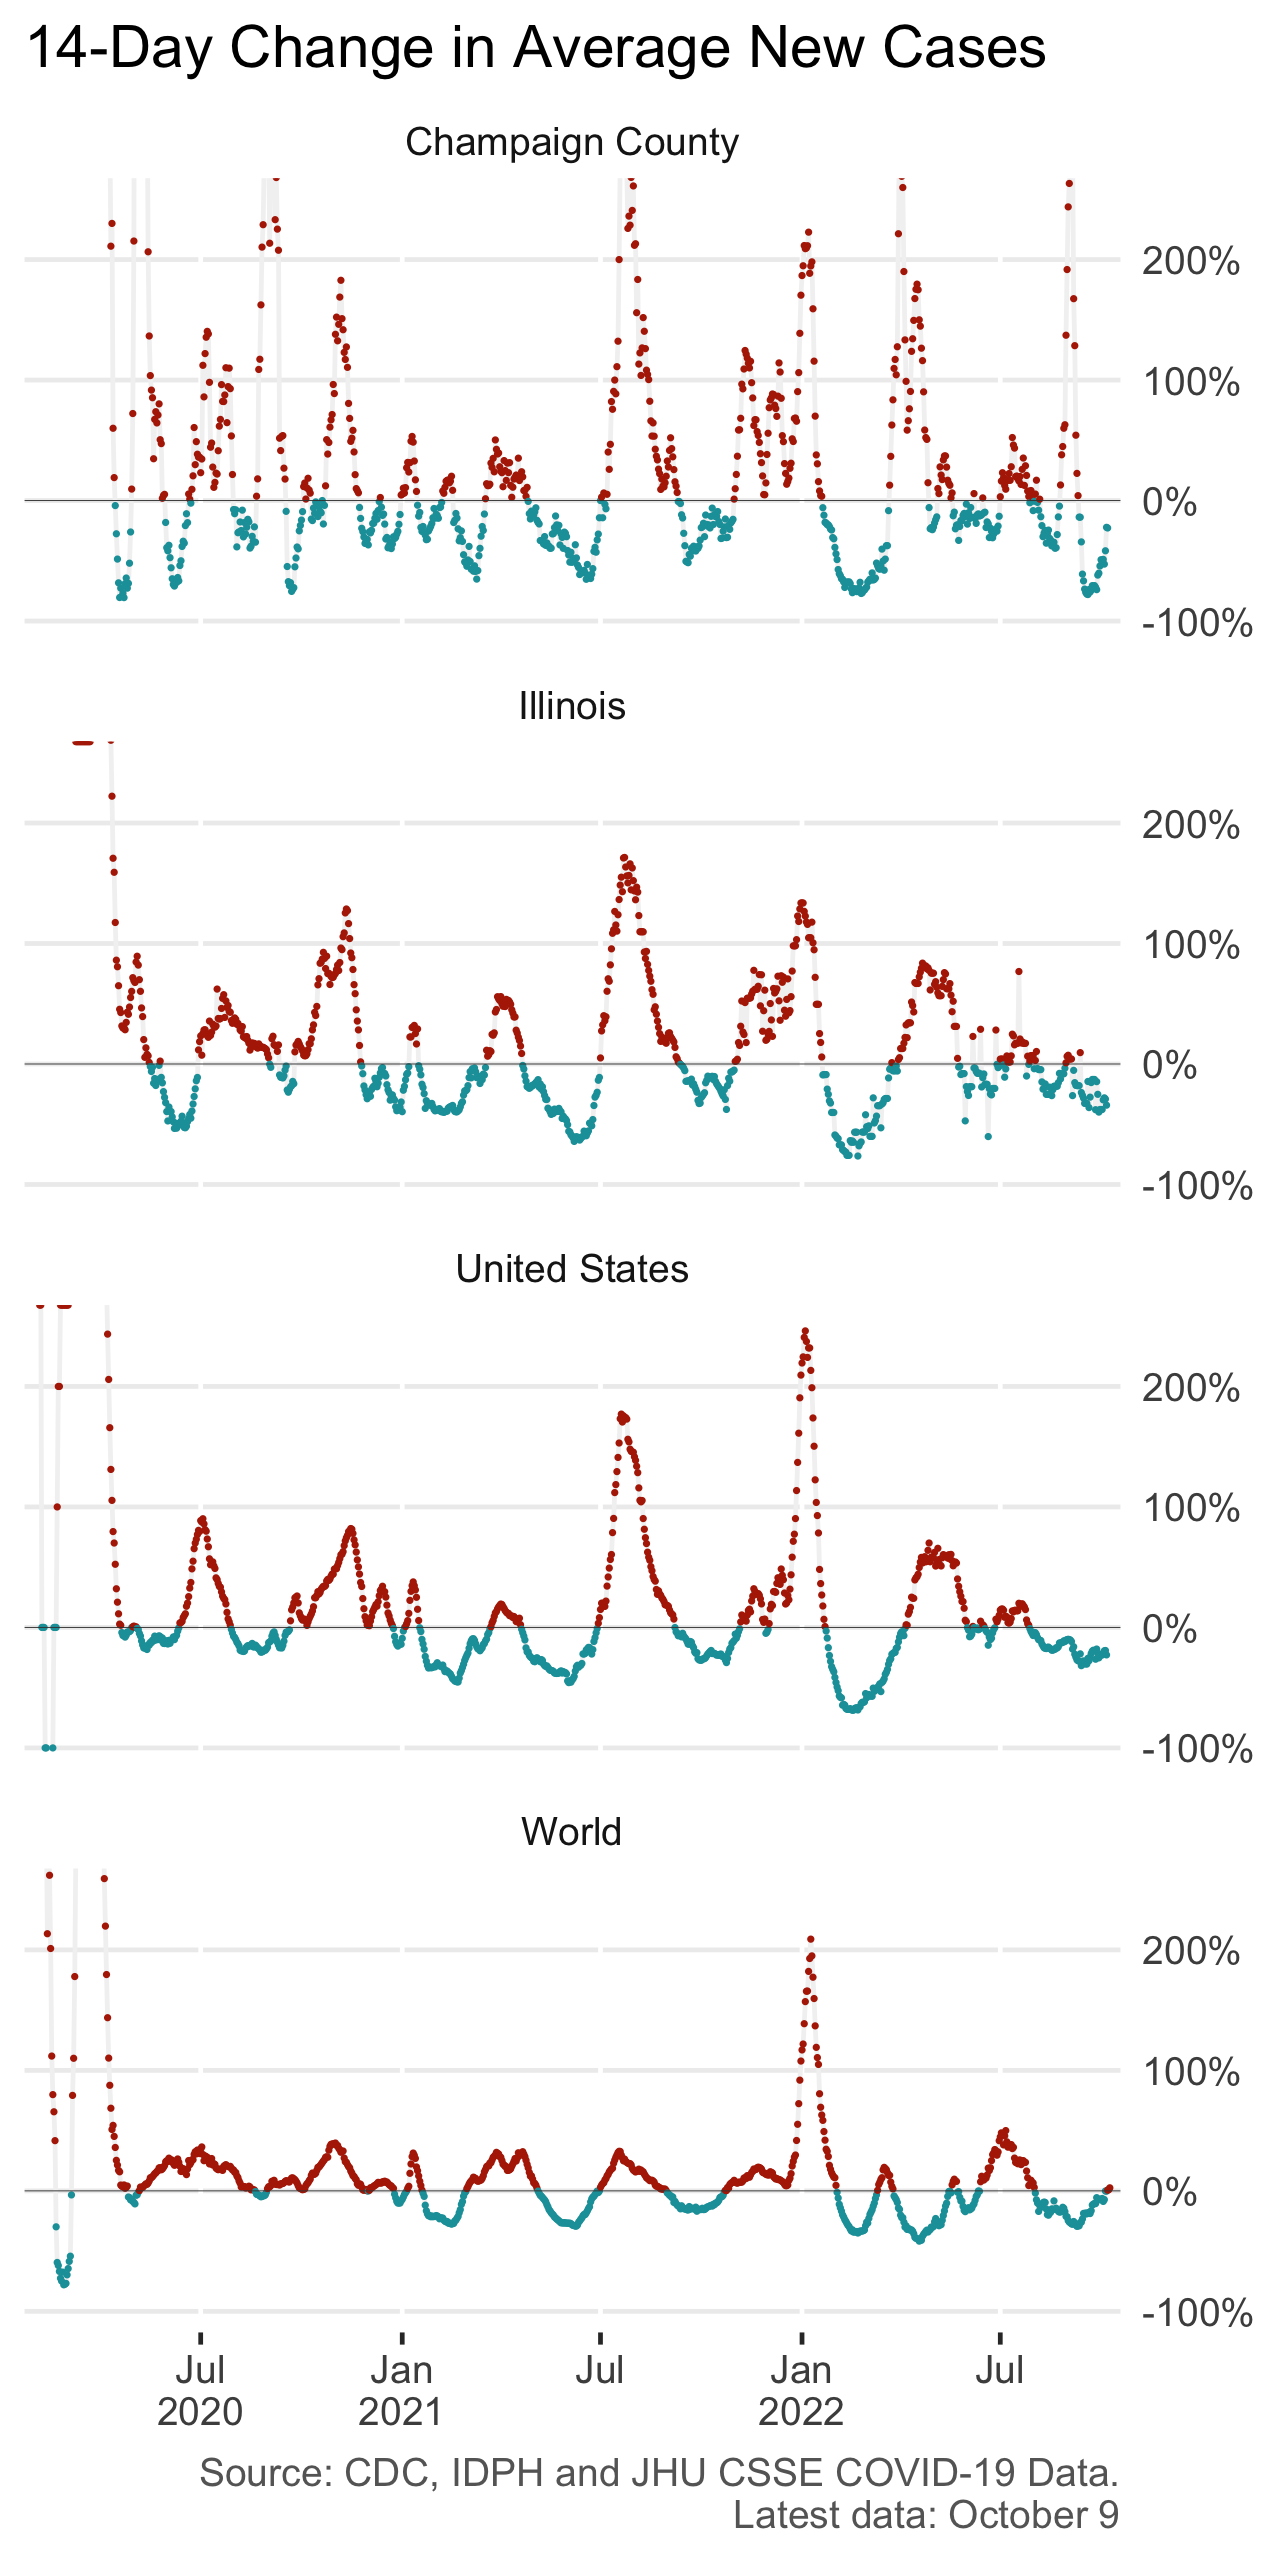 14-Day Change in Average New Cases
Champaign County
200%
100%
0%
-100%
Illinois
200%
100%
0%
-100%
United States
200%
100%
0%
-100%
World
200%
100%
0%
-100%
Jul Jan Jul Jan Jul
2020 2021 2022
Source: CDC, IDPH and JHU CSSE COVID-19 Data.
Latest data: October 9